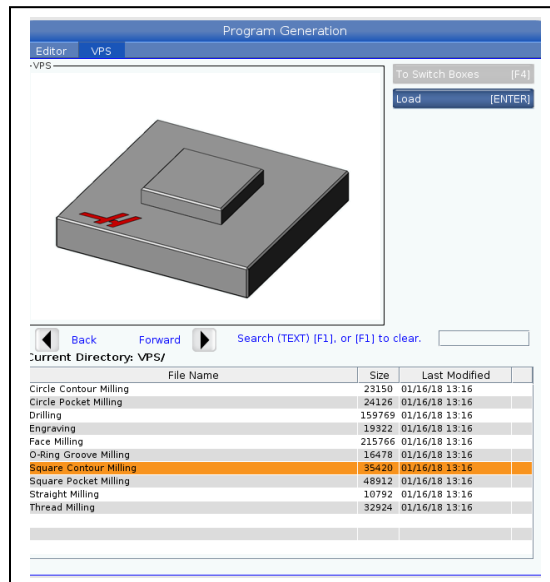 Program Generation
Editor VPS
VPS
To Switch Boxes [F4]
Load [ENTER]
Back Forward Search (TEXT) [F1], or [F1] to clear.
Current Directory: VPS/
File Name Size Last Modified
Circle Contour Milling 23150 01/16/18 13:16
Circle Pocket Milling 24126 01/16/18 13:16
Drilling 159769 01/16/18 13:16
Engraving 19322 01/16/18 13:16
Face Milling 215766 01/16/18 13:16
O-Ring Groove Milling 16478 01/16/18 13:16
Square Contour Milling 35420 01/16/18 13:16
Square Pocket Milling 48912 01/16/18 13:16
Straight Milling 10792 01/16/18 13:16
Thread Milling 32924 01/16/18 13:16